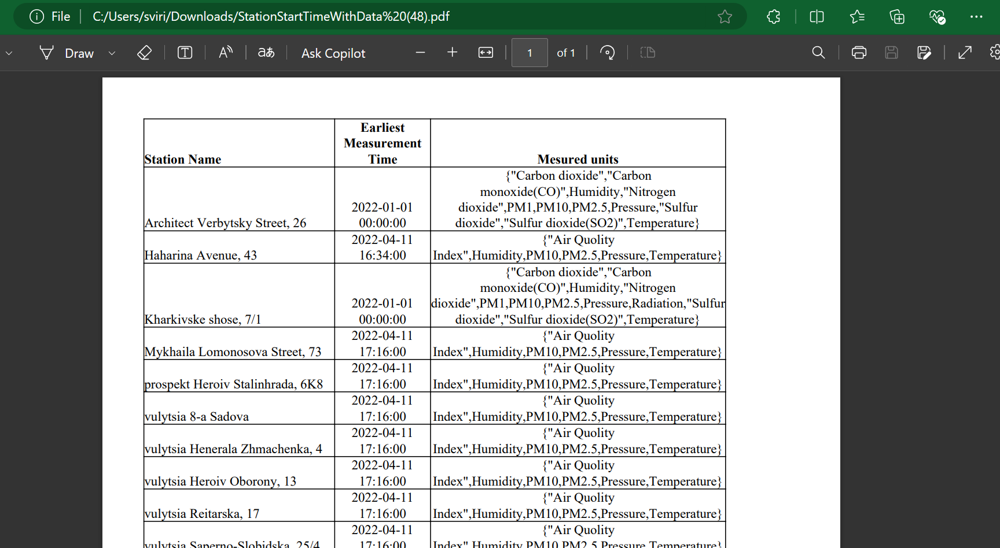 File C:/Users/sviri/Downloads/StationStartTimeWithData%20(48).pdf
Draw Ask Copilot 1 of 1
Station Name
Earliest
Measurement
Time
Mesured units
Architect Verbytsky Street, 26
2022-01-01
00:00:00
{"Carbon dioxide","Carbon
monoxide(CO)",Humidity,"Nitrogen
dioxide",PM1,PM10,PM2.5,Pressure,"Sulfur
dioxide","Sulfur dioxide(SO2)",Temperature}
Haharina Avenue, 43
2022-04-11
16:34:00
{"Air Quolity
Index",Humidity,PM10,PM2.5,Pressure,Temperature}
Kharkivske shose, 7/1
2022-01-01
00:00:00
{"Carbon dioxide","Carbon
monoxide(CO)",Humidity,"Nitrogen
dioxide",PM1,PM10,PM2.5,Pressure,Radiation,"Sulfur
dioxide","Sulfur dioxide(SO2)",Temperature}
Mykhaila Lomonosova Street, 73
2022-04-11
17:16:00
{"Air Quolity
Index",Humidity,PM10,PM2.5,Pressure,Temperature}
prospekt Heroiv Stalinhrada, 6K8
2022-04-11
17:16:00
{"Air Quolity
Index",Humidity,PM10,PM2.5,Pressure,Temperature}
vulytsia 8-a Sadova
2022-04-11
17:16:00
{"Air Quolity
Index",Humidity,PM10,PM2.5,Pressure,Temperature}
vulytsia Henerala Zhmachenka, 4
2022-04-11
17:16:00
{"Air Quolity
Index",Humidity,PM10,PM2.5,Pressure,Temperature}
vulytsia Heroiv Oborony, 13
2022-04-11
17:16:00
{"Air Quolity
Index",Humidity,PM10,PM2.5,Pressure,Temperature}
vulytsia Reitarska, 17
2022-04-11
17:16:00
{"Air Quolity
Index",Humidity,PM10,PM2.5,Pressure,Temperature}
vulytsia Saperno-Slobidska, 25/4
2022-04-11
17:16:00
{"Air Quolity
Index",Humidity,PM10,PM2.5,Pressure,Temperature}